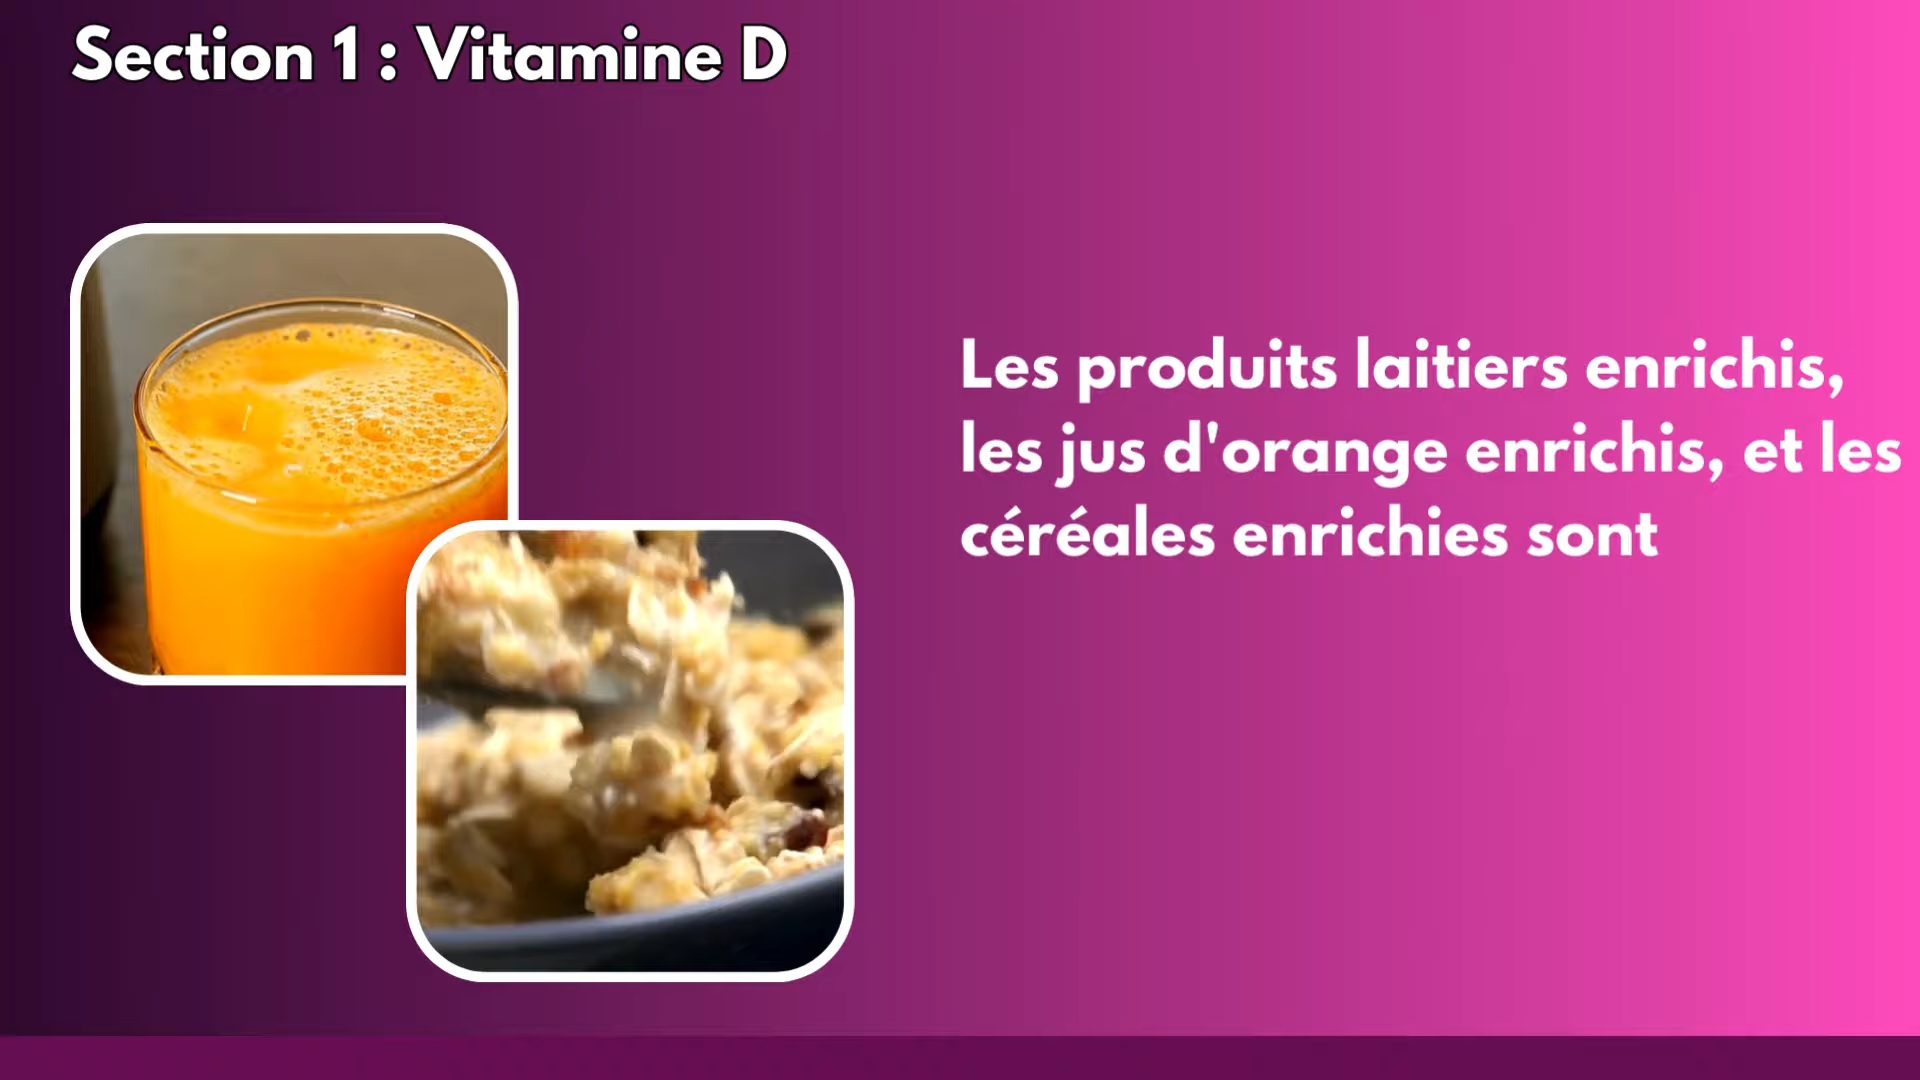 Section 1 : Vitamine D
Les produits laitiers enrichis,
les jus d'orange enrichis, et les
céréales enrichies sont